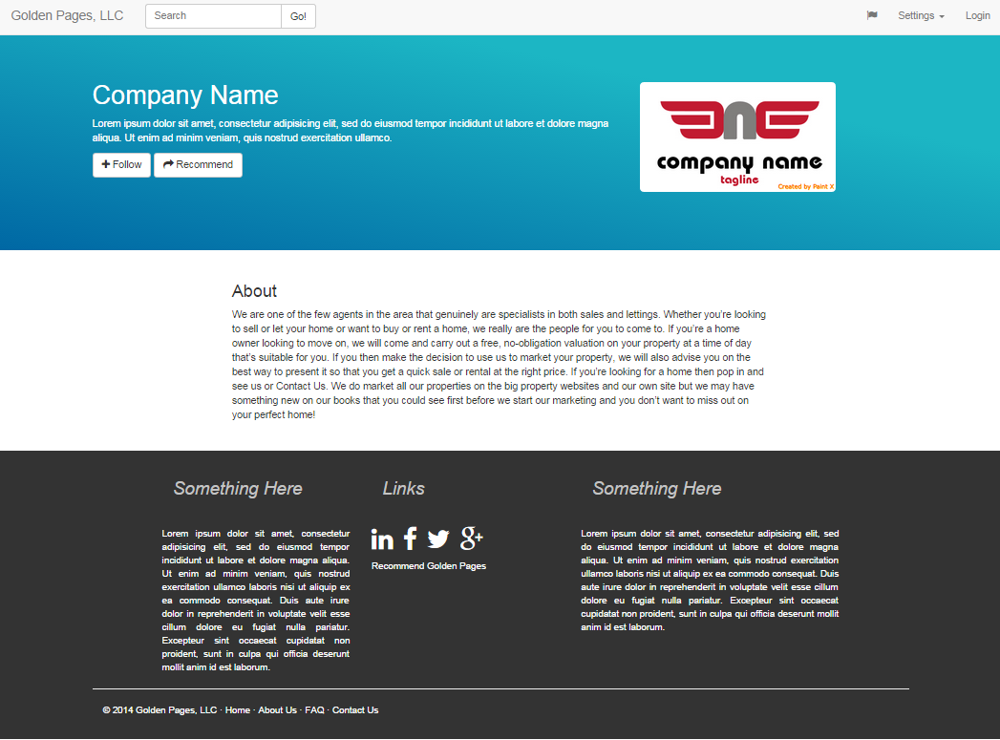 Golden Pages, LLC
Search
Go!
Settings
Login
Company Name
Lorem ipsum dolor sit amet, consectetur adipisicing elit, sed do eiusmod tempor incididunt ut labore et dolore magna
aliqua. Ut enim ad minim veniam, quis nostrud exercitation ullamco.
Follow
Recommend
company name
tagline
Created by Paint X
About
We are one of the few agents in the area that genuinely are specialists in both sales and lettings. Whether you're looking
to sell or let your home or want to buy or rent a home, we really are the people for you to come to. If you're a home
owner looking to move on, we will come and carry out a free, no-obligation valuation on your property at a time of day
that's suitable for you. If you then make the decision to use us to market your property, we will also advise you on the
best way to present it so that you get a quick sale or rental at the right price. If you're looking for a home then pop in and
see us or Contact Us. We do market all our properties on the big property websites and our own site but we may have
something new on our books that you could see first before we start our marketing and you don't want to miss out on
your perfect home!
Something Here
Lorem ipsum dolor sit amet, consectetur
adipisicing elit, sed do eiusmod tempor
incididunt ut labore et dolore magna aliqua.
Ut enim ad minim veniam, quis nostrud
exercitation ullamco laboris nisi ut aliquip ex
ea commodo consequat. Duis aute irure
dolor in reprehenderit in voluptate velit esse
cillum dolore eu fugiat nulla pariatur.
Excepteur sint occaecat cupidatat non
proident, sunt in culpa qui officia deserunt
mollit anim id est laborum.
Links
Recommend Golden Pages
Something Here
Lorem ipsum dolor sit amet, consectetur adipisicing elit, sed
do eiusmod tempor incididunt ut labore et dolore magna
aliqua. Ut enim ad minim veniam, quis nostrud exercitation
ullamco laboris nisi ut aliquip ex ea commodo consequat. Duis
aute irure dolor in reprehenderit in voluptate velit esse cillum
dolore eu fugiat nulla pariatur. Excepteur sint occaecat
cupidatat non proident, sunt in culpa qui officia deserunt mollit
anim id est laborum.
© 2014 Golden Pages, LLC · Home · About Us · FAQ · Contact Us